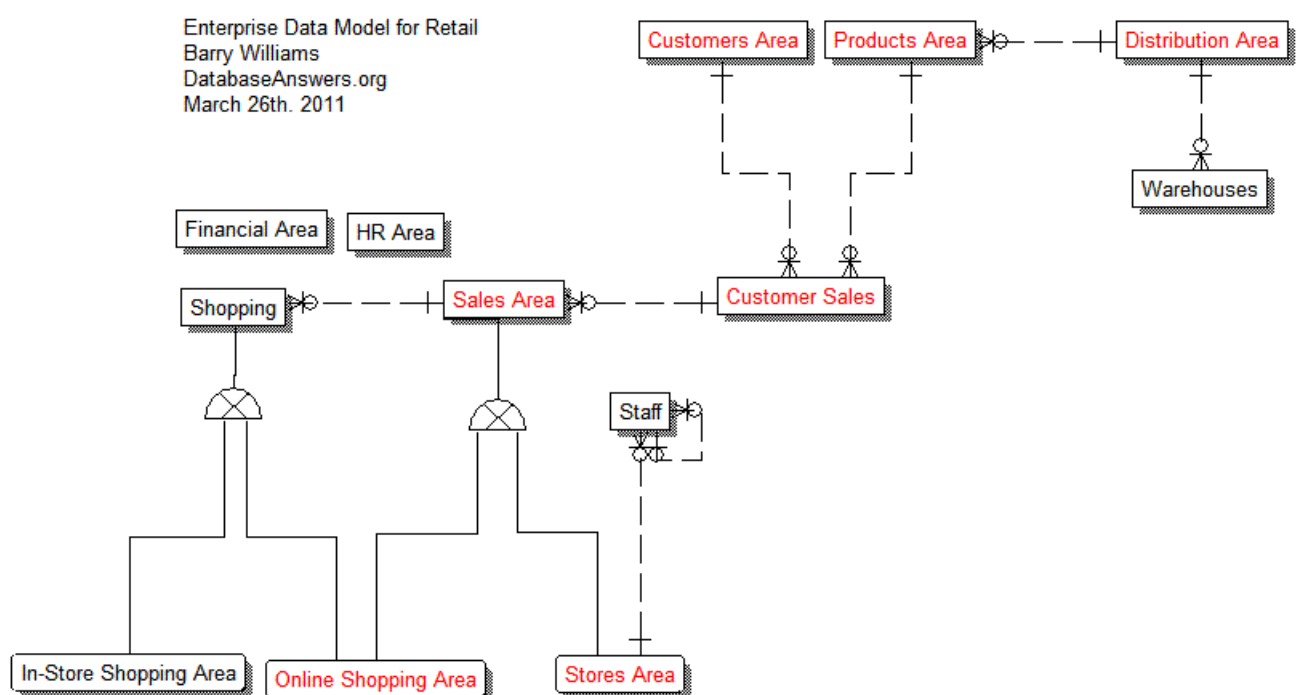 Enterprise Data Model for Retail
Barry Williams
DatabaseAnswers.org
March 26th. 2011
Customers Area
Products Area
Distribution Area
Warehouses
Financial Area
HR Area
Shopping
Sales Area
Customer Sales
Staff
In-Store Shopping Area
Online Shopping Area
Stores Area